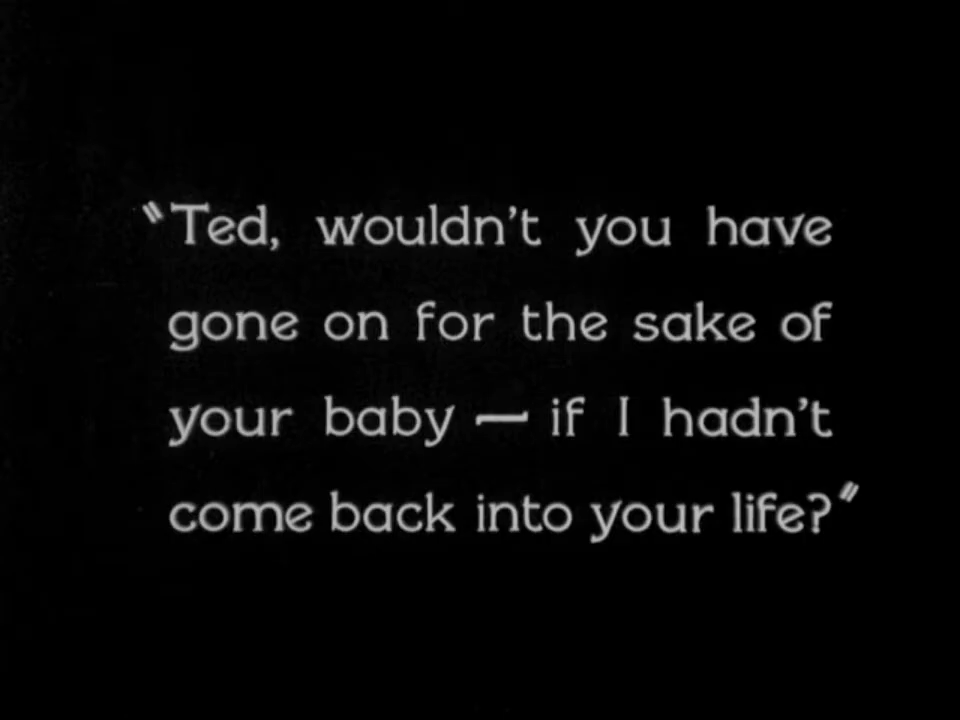 "Ted, wouldn't you have
gone on for the sake of
your baby — if I hadn't
come back into your life?"